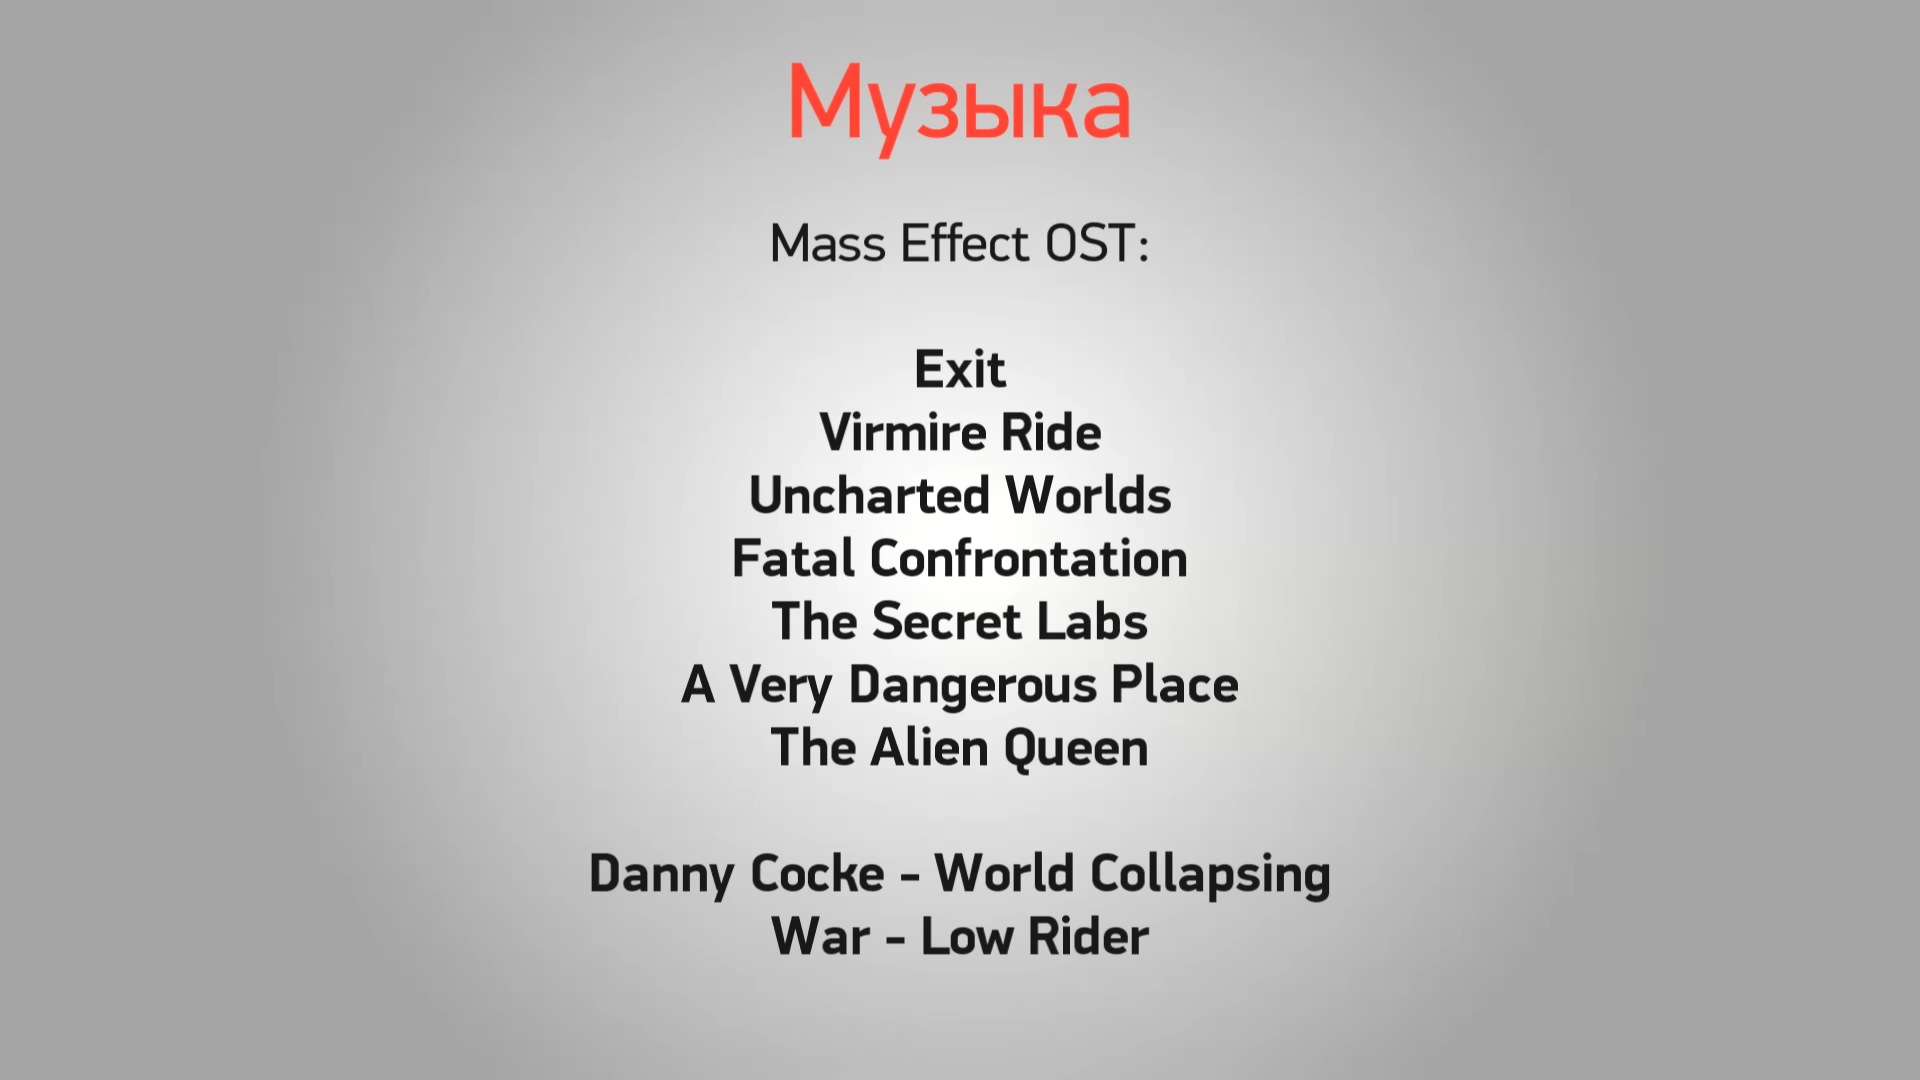 Музыка
Mass Effect OST:
Exit
Virmire Ride
Uncharted Worlds
Fatal Confrontation
The Secret Labs
A Very Dangerous Place
The Alien Queen
Danny Cocke - World Collapsing
War - Low Rider